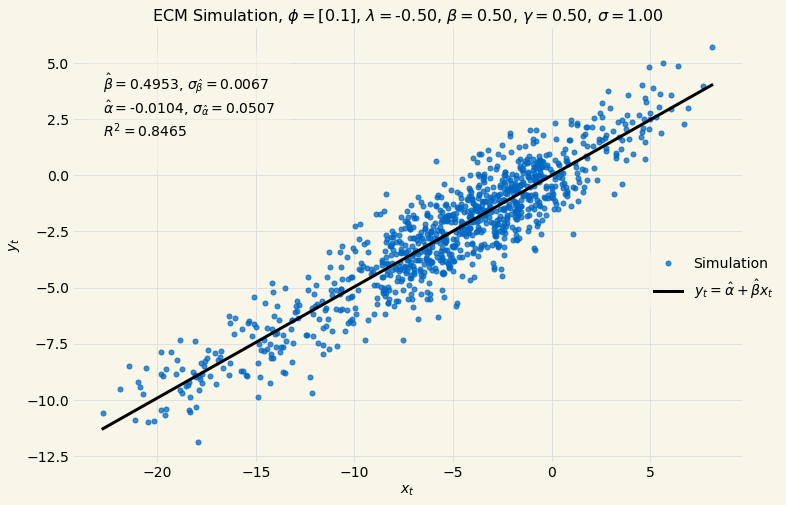 ECM Simulation, ϕ = [0.1], λ = -0.50, β = 0.50, γ = 0.50, σ = 1.00
5.0
β̂ = 0.4953, σ_β̂ = 0.0067
α̂ = -0.0104, σ_α̂ = 0.0507
2.5
R² = 0.8465
0.0
−2.5
y_t
Simulation
−5.0
y_t = α̂ + β̂x_t
−7.5
−10.0
−12.5
−20 −15 −10 −5 0 5
x_t